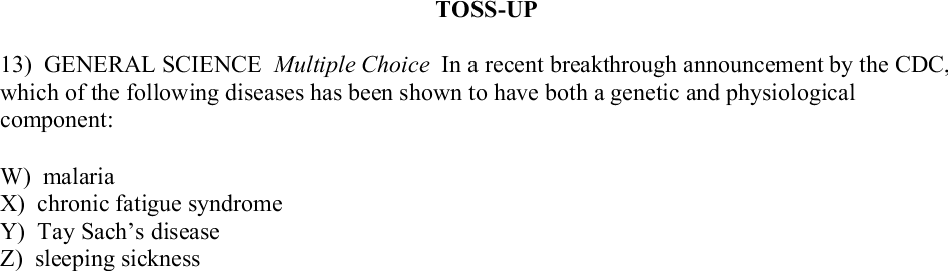 TOSS-UP
13) GENERAL SCIENCE Multiple Choice In a recent breakthrough announcement by the CDC,
which of the following diseases has been shown to have both a genetic and physiological
component:
W) malaria
X) chronic fatigue syndrome
Y) Tay Sach’s disease
Z) sleeping sickness